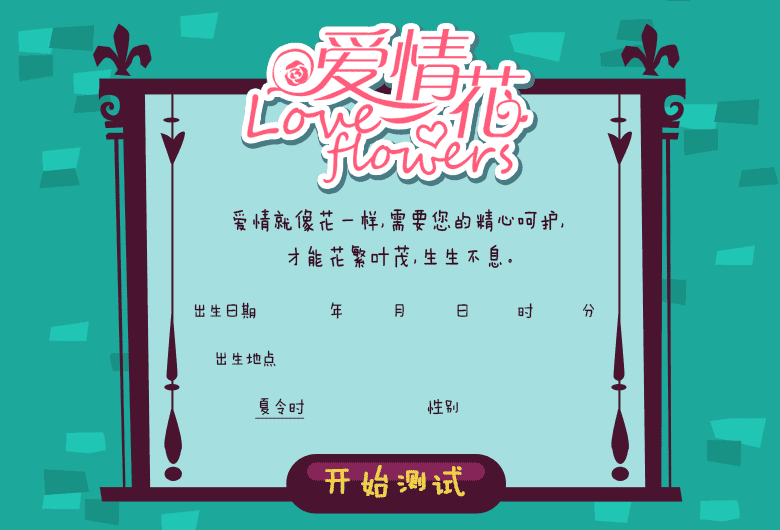 爱情花
Love flowers
爱情就像花一样,需要您的精心呵护,
才能花繁叶茂,生生不息。
出生日期 年 月 日 时 分
出生地点
夏令时 性别
开始测试